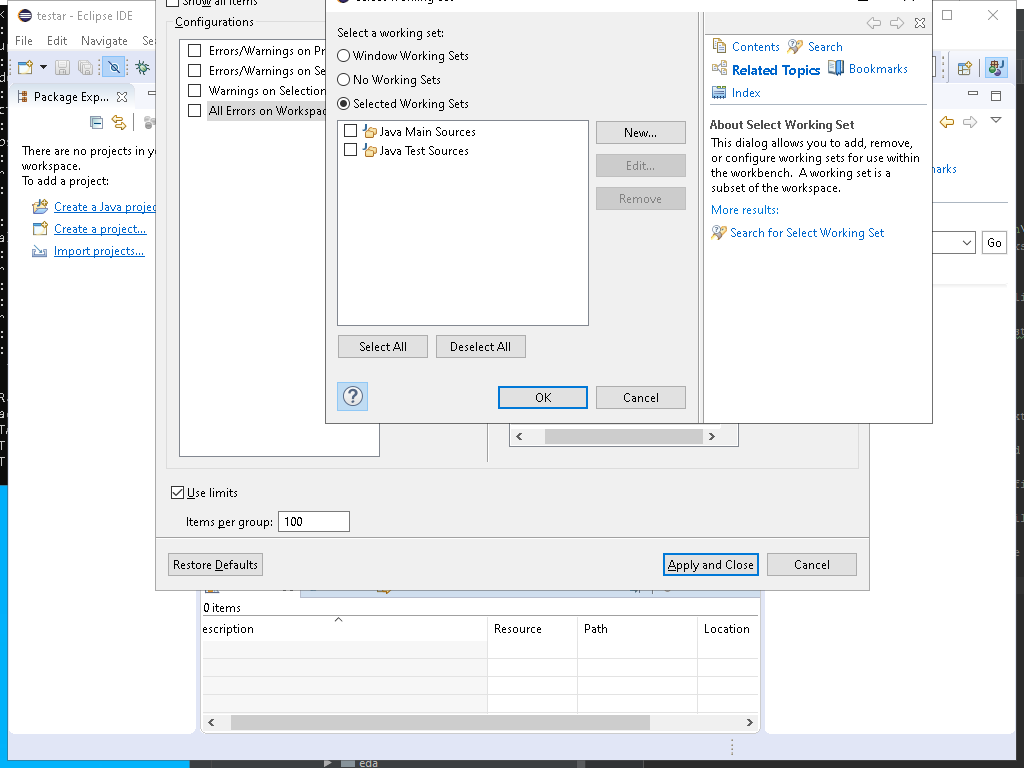 testar - Eclipse IDE
File Edit Navigate
Package Exp...
There are no projects in
workspace.
To add a project:
Create a Java
Create a project...
Import projects...
Show all items
Configurations
Errors/Warnings on
Errors/Warnings on
Warnings on Selection
All Errors on
Use limits
Items per group: 100
Restore Defaults
Apply and Close
Cancel
Select a working set:
Window Working Sets
No Working Sets
Selected Working Sets
Java Main Sources
Java Test Sources
New...
Edit...
Remove
Select All
Deselect All
OK
Cancel
Contents Search
Related Topics Bookmarks
Index
About Select Working Set
This dialog allows you to add, remove,
or configure working sets for use within
the workbench. A working set is a
subset of the workspace.
More results:
Search for Select Working Set
Go
0 items
escription Resource Path Location
eda